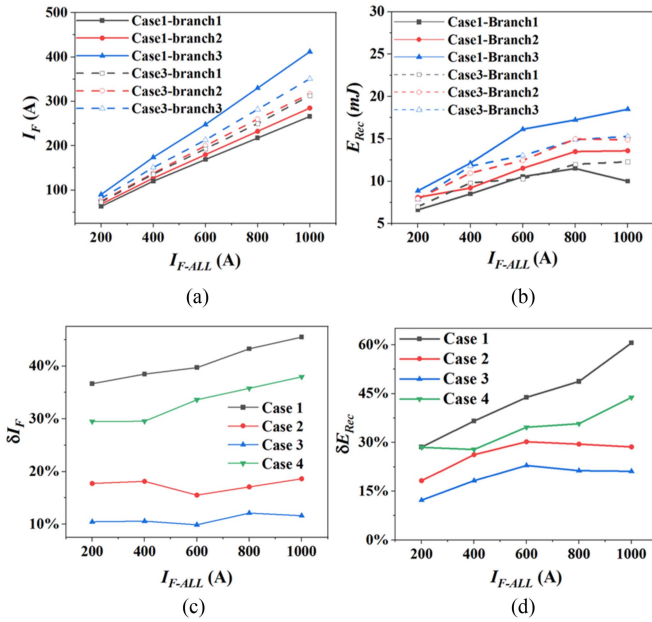 500
400
300
200
100
I_F (A)
Case1-branch1
Case1-branch2
Case1-branch3
Case3-branch1
Case3-branch2
Case3-branch3
200 400 600 800 1000
I_F-ALL (A)
(a)
30
25
20
15
10
5
E_Rec (mJ)
Case1-Branch1
Case1-Branch2
Case1-Branch3
Case3-Branch1
Case3-Branch2
Case3-Branch3
200 400 600 800 1000
I_F-ALL (A)
(b)
40%
30%
20%
10%
δI_F
Case 1
Case 2
Case 3
Case 4
200 400 600 800 1000
I_F-ALL (A)
(c)
60%
45%
30%
15%
0%
δE_Rec
Case 1
Case 2
Case 3
Case 4
200 400 600 800 1000
I_F-ALL (A)
(d)